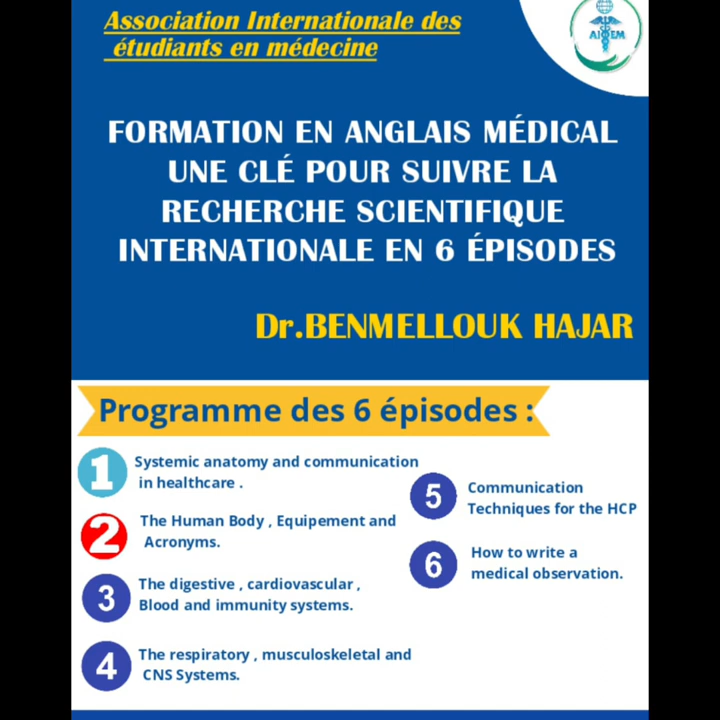 Association Internationale des
étudiants en médecine
AIEM
FORMATION EN ANGLAIS MÉDICAL
UNE CLÉ POUR SUIVRE LA
RECHERCHE SCIENTIFIQUE
INTERNATIONALE EN 6 ÉPISODES
Dr.BENMELLOUK HAJAR
Programme des 6 épisodes :
1
Systemic anatomy and communication
in healthcare .
2
The Human Body , Equipement and
Acronyms.
3
The digestive , cardiovascular ,
Blood and immunity systems.
4
The respiratory , musculoskeletal and
CNS Systems.
5
Communication
Techniques for the HCP
6
How to write a
medical observation.